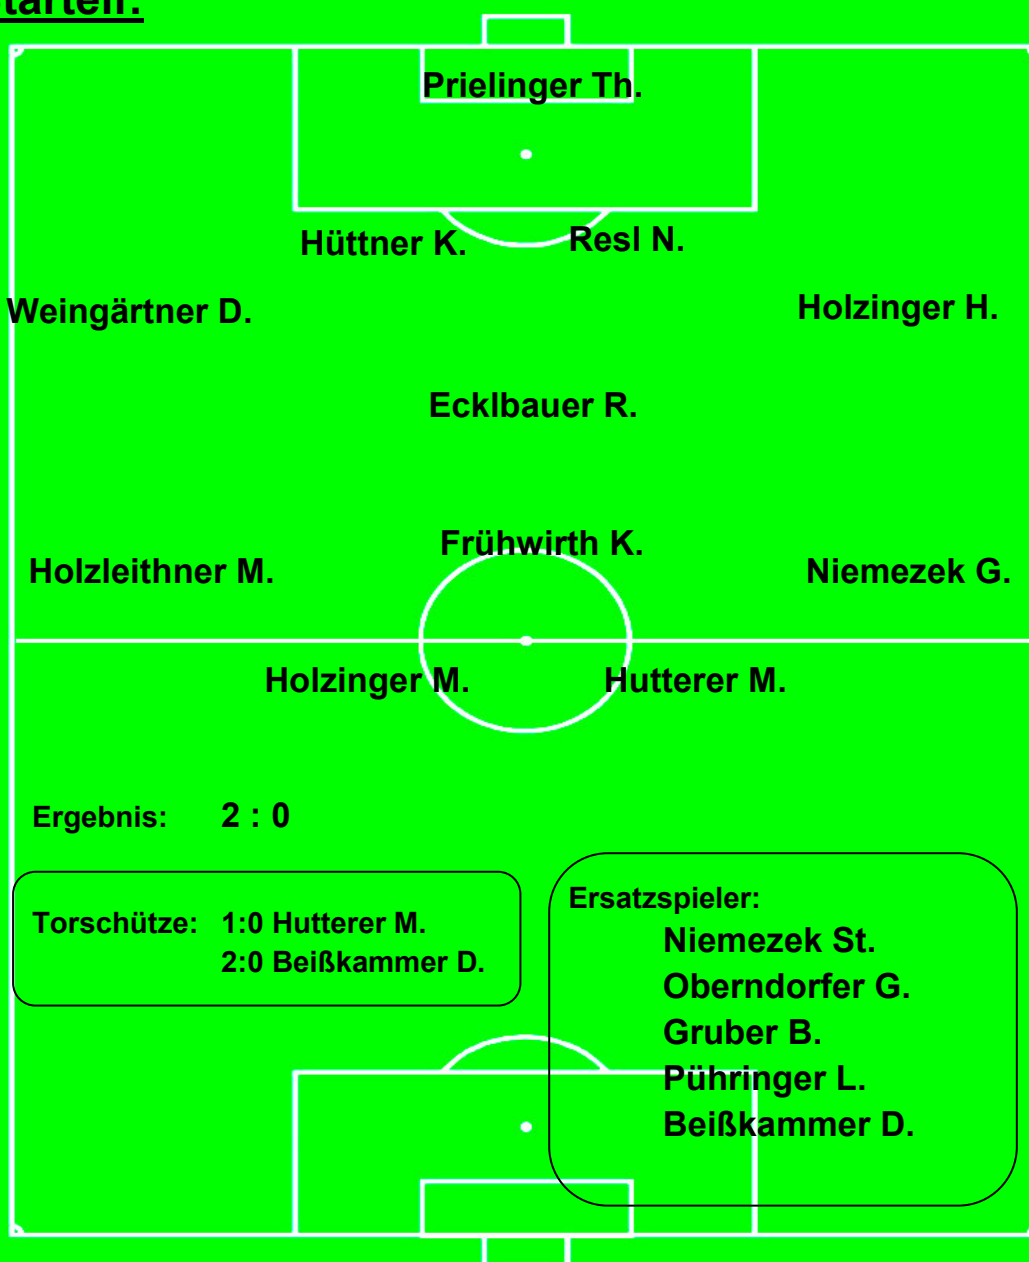 Prielinger Th.
Hüttner K. Resl N.
Weingärtner D. Holzinger H.
Ecklbauer R.
Frühwirth K.
Holzleithner M. Niemezek G.
Holzinger M. Hutterer M.
Ergebnis: 2 : 0
Torschütze: 1:0 Hutterer M.
2:0 Beißkammer D.
Ersatzspieler:
Niemezek St.
Oberndorfer G.
Gruber B.
Pühringer L.
Beißkammer D.